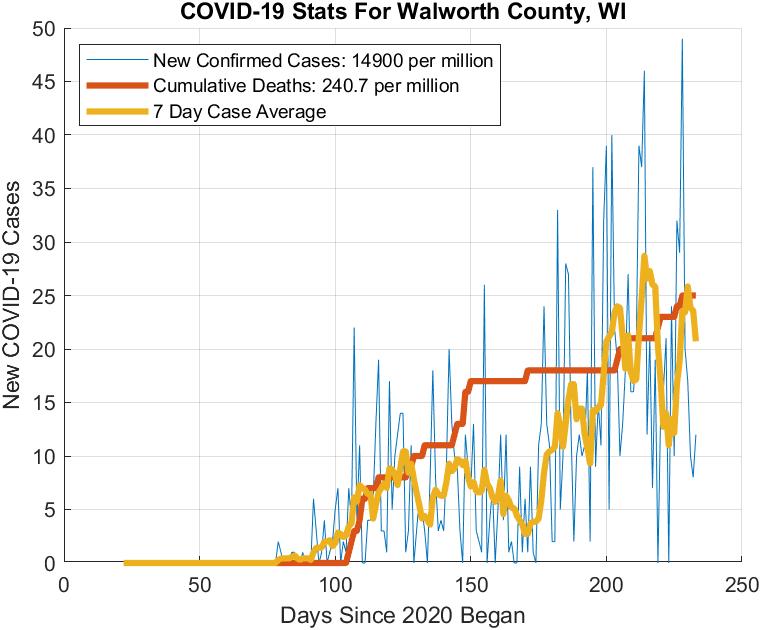 COVID-19 Stats For Walworth County, WI
New Confirmed Cases: 14900 per million
Cumulative Deaths: 240.7 per million
7 Day Case Average
New COVID-19 Cases
50
45
40
35
30
25
20
15
10
5
0
0 50 100 150 200 250
Days Since 2020 Began